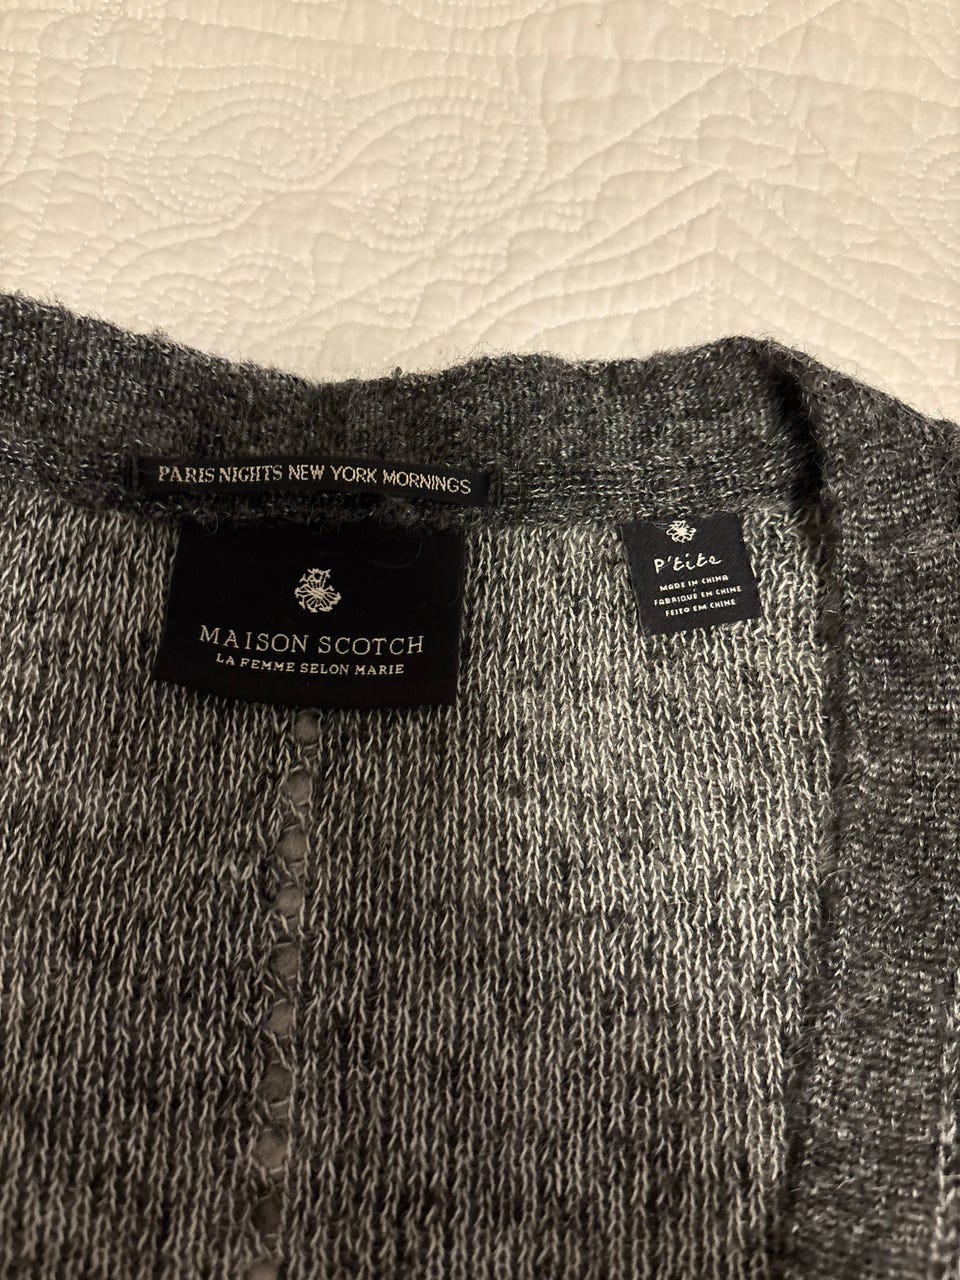 PARIS NIGHTS NEW YORK MORNINGS
MAISON SCOTCH
LA FEMME SELON MARIE
P'tite
MADE IN CHINA
FABRIQUE EN CHINE
FEITO EM CHINE